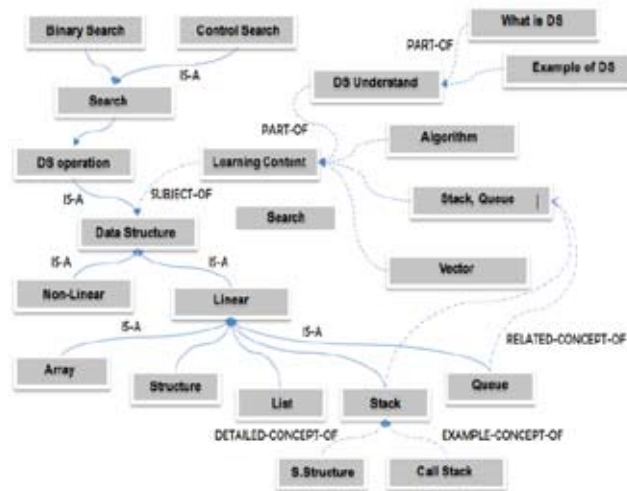 What is DS
Binary Search
Control Search
PART-OF
IS-A
Example of DS
DS Understand
Search
PART-OF
Algorithm
DS operation
Learning Content
IS-A
SUBJECT-OF
Stack, Queue
Search
Data Structure
IS-A
IS-A
Vector
Non-Linear
Linear
IS-A
IS-A
RELATED-CONCEPT-OF
Array
Structure
Queue
List
Stack
DETAILED-CONCEPT-OF
EXAMPLE-CONCEPT-OF
S.Structure
Call Stack